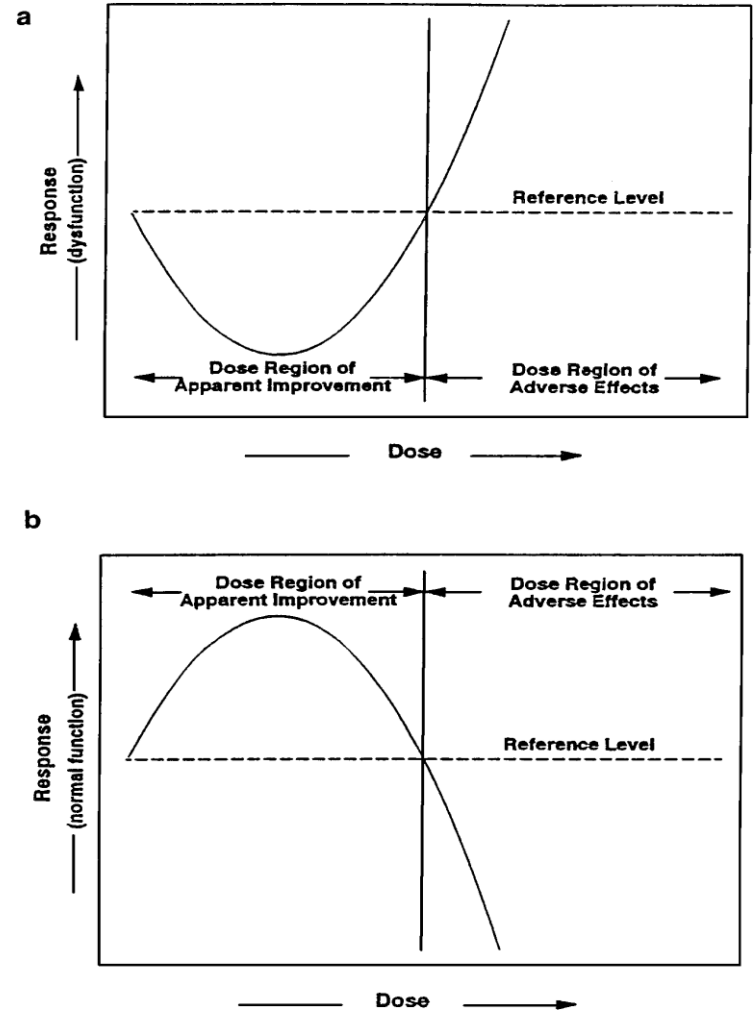 a
Response
(dysfunction)
Reference Level
Dose Region of
Apparent Improvement
Dose Region of
Adverse Effects
Dose
b
Dose Region of
Apparent Improvement
Dose Region of
Adverse Effects
Response
(normal function)
Reference Level
Dose